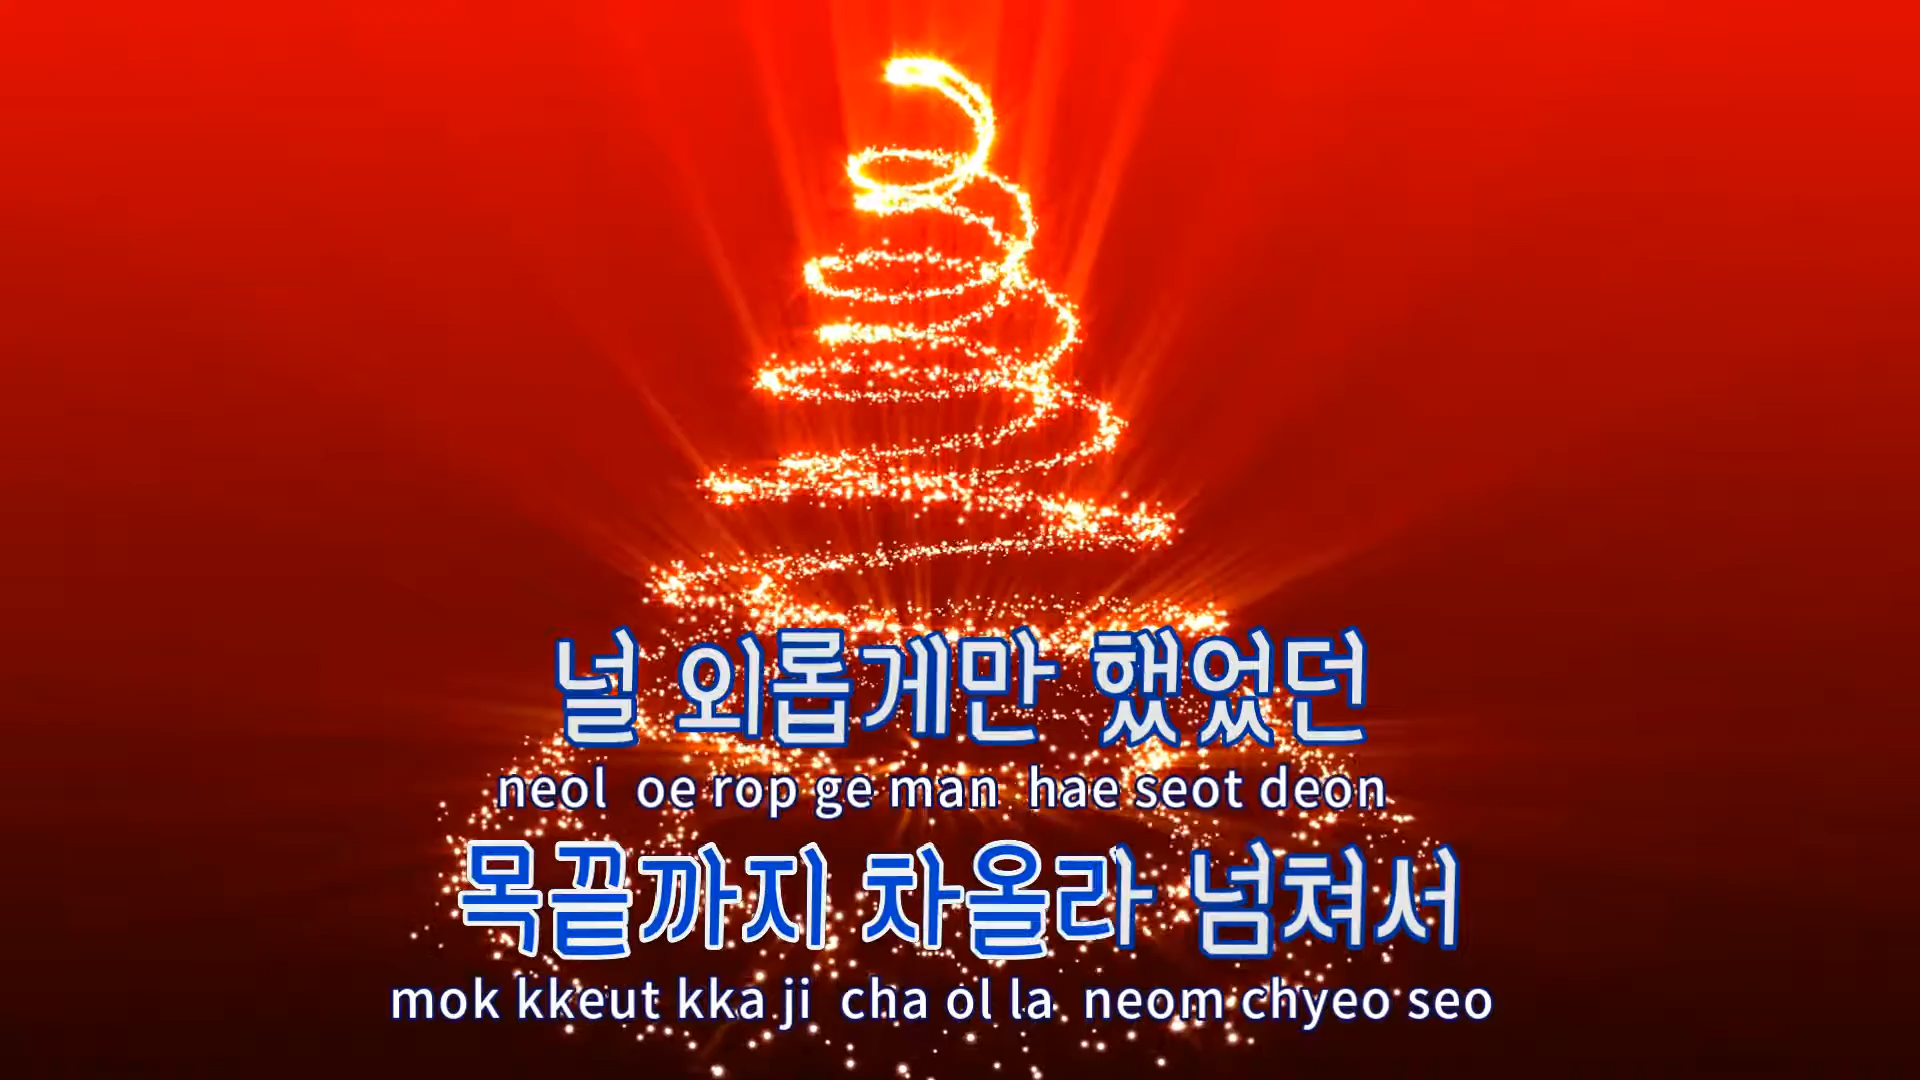 널 외롭게만 했었던
neol oe rop ge man hae seot deon
목끝까지 차올라 넘쳐서
mok kkeut kka ji cha ol la neom chyeo seo